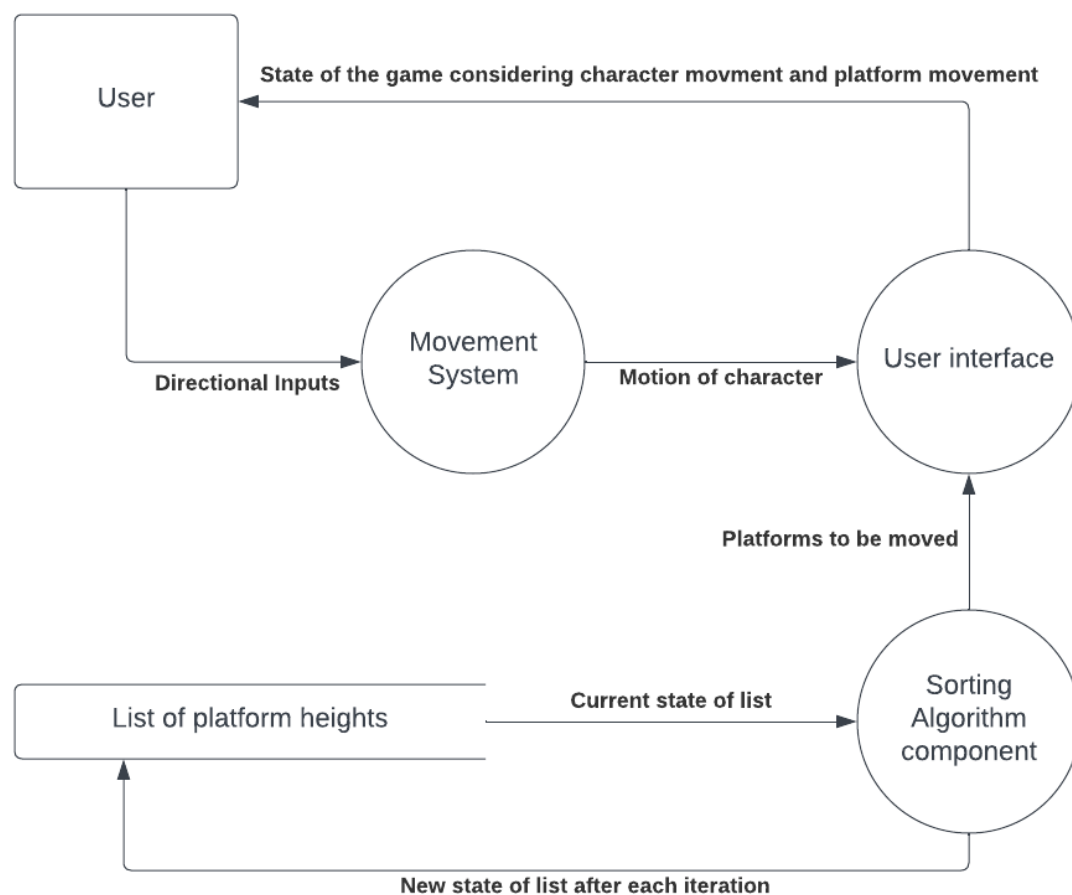 State of the game considering character movment and platform movement
User
Movement
System
User interface
Directional Inputs
Motion of character
Platforms to be moved
Sorting
Algorithm
component
List of platform heights
Current state of list
New state of list after each iteration